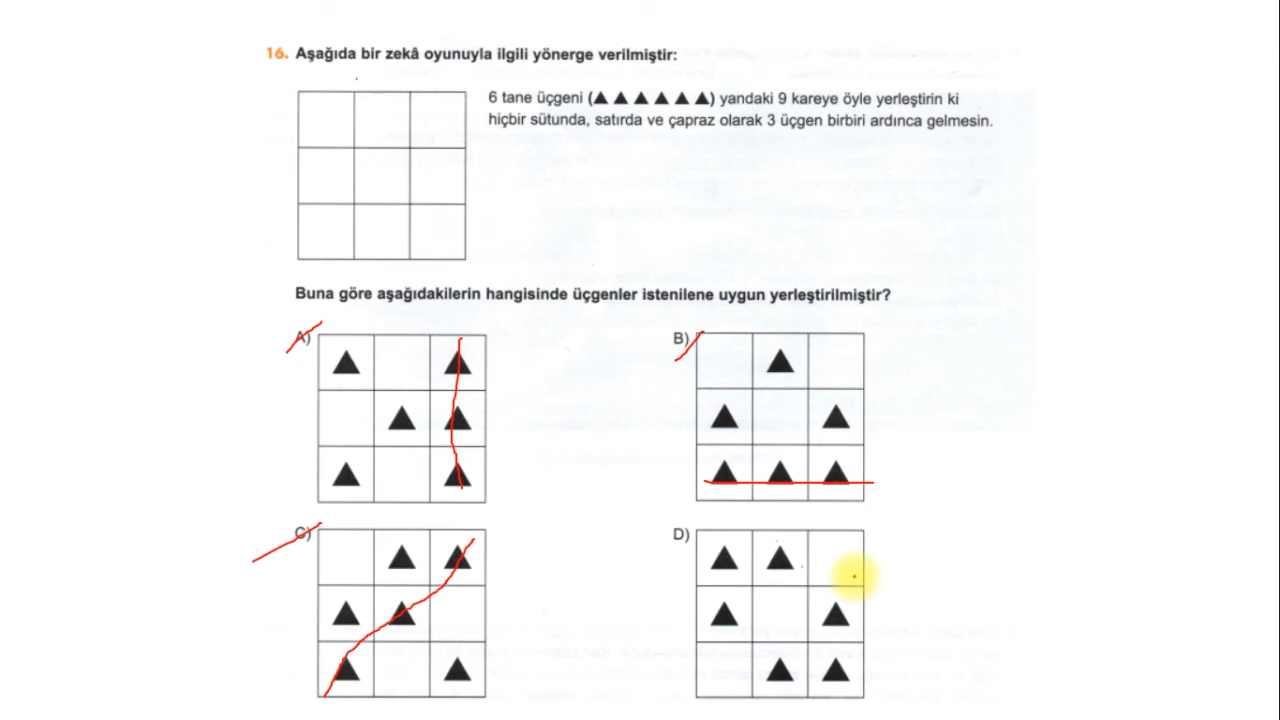 16. Aşağıda bir zekâ oyunuyla ilgili yönerge verilmiştir:
6 tane üçgeni (▲ ▲ ▲ ▲ ▲ ▲) yandaki 9 kareye öyle yerleştirin ki
hiçbir sütunda, satırda ve çapraz olarak 3 üçgen birbiri ardınca gelmesin.
Buna göre aşağıdakilerin hangisinde üçgenler istenilene uygun yerleştirilmiştir?
A)
B)
C)
D)